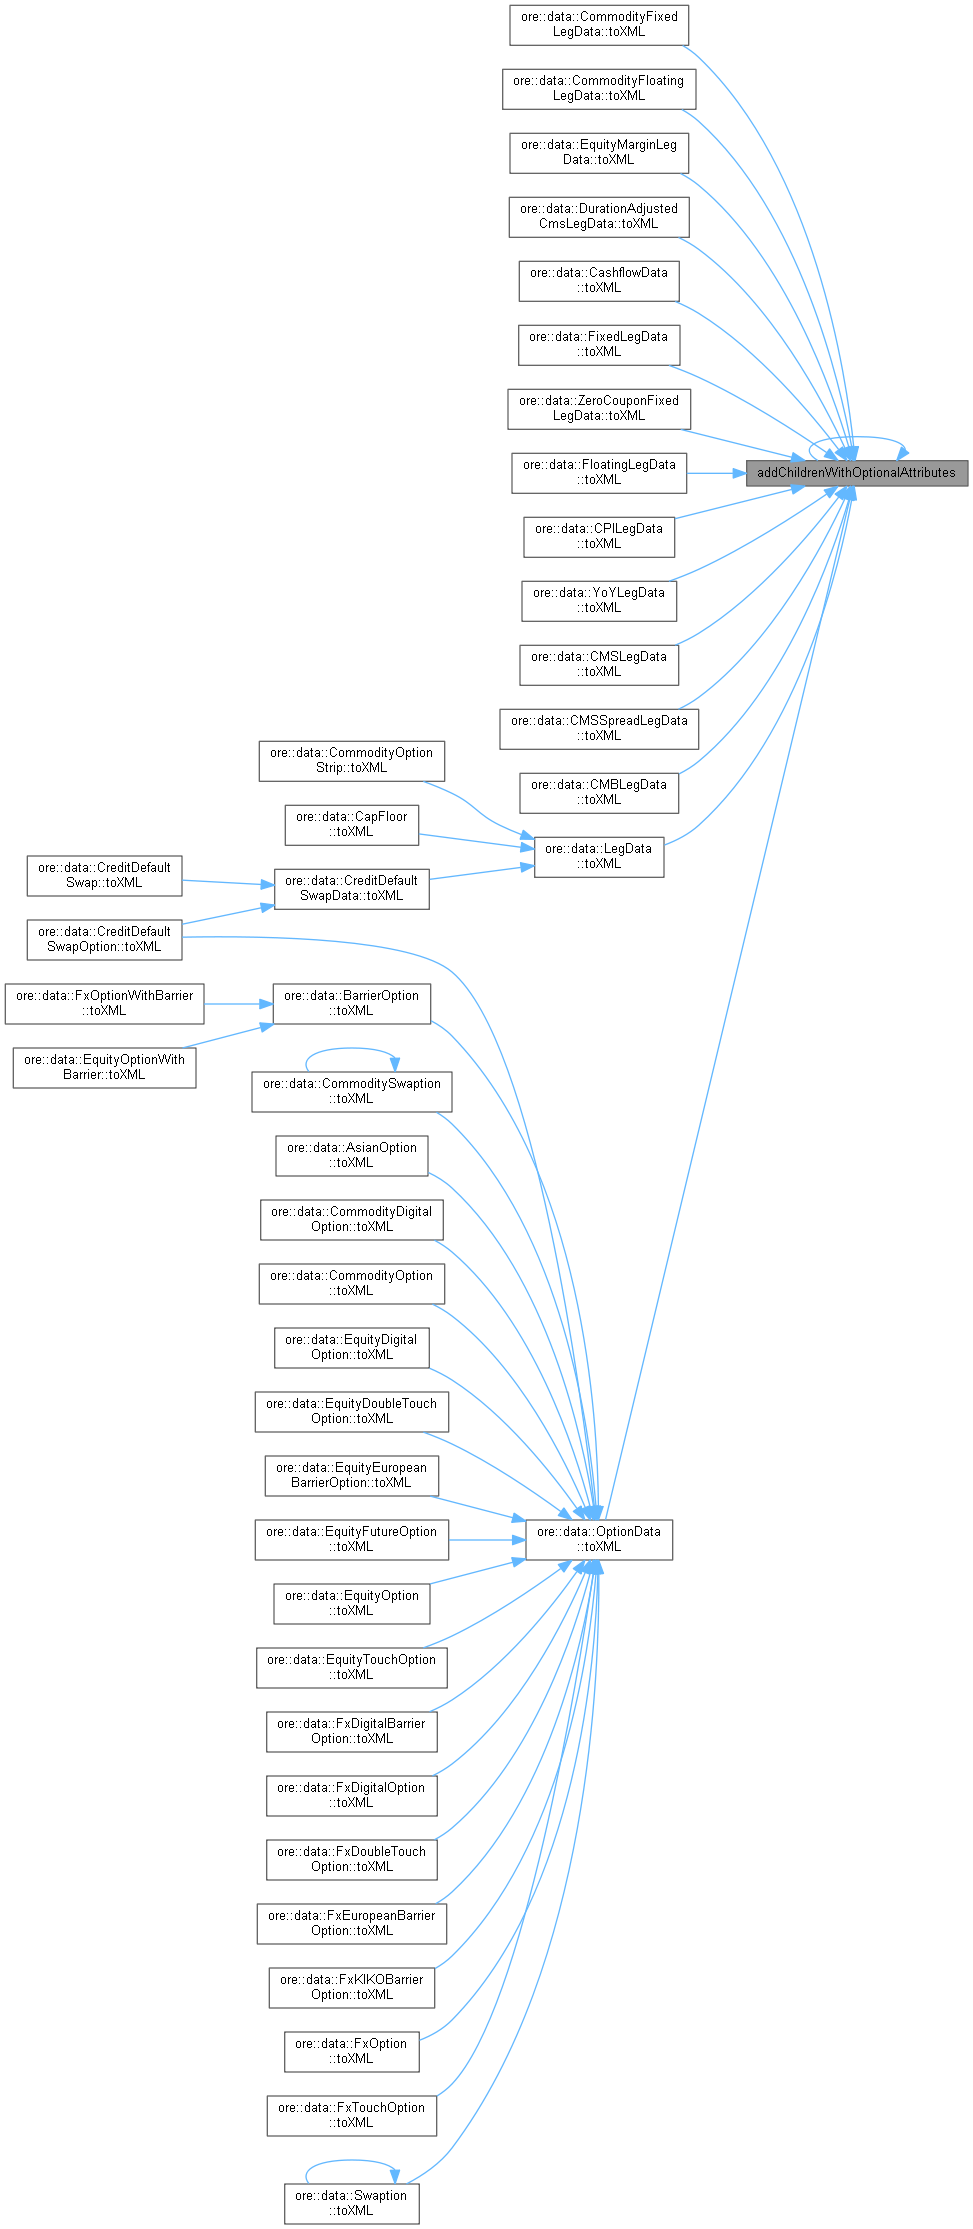 ore::data::CommodityFixed
LegData::toXML
ore::data::CommodityFloating
LegData::toXML
ore::data::EquityMarginLeg
Data::toXML
ore::data::DurationAdjusted
CmsLegData::toXML
ore::data::CashflowData
::toXML
ore::data::FixedLegData
::toXML
ore::data::ZeroCouponFixed
LegData::toXML
addChildrenWithOptionalAttributes
ore::data::FloatingLegData
::toXML
ore::data::CPILegData
::toXML
ore::data::YoYLegData
::toXML
ore::data::CMSLegData
::toXML
ore::data::CMSSpreadLegData
::toXML
ore::data::CommodityOption
Strip::toXML
ore::data::CMBLegData
::toXML
ore::data::CapFloor
::toXML
ore::data::LegData
::toXML
ore::data::CreditDefault
Swap::toXML
ore::data::CreditDefault
SwapData::toXML
ore::data::CreditDefault
SwapOption::toXML
ore::data::FxOptionWithBarrier
::toXML
ore::data::BarrierOption
::toXML
ore::data::EquityOptionWith
Barrier::toXML
ore::data::CommoditySwaption
::toXML
ore::data::AsianOption
::toXML
ore::data::CommodityDigital
Option::toXML
ore::data::CommodityOption
::toXML
ore::data::EquityDigital
Option::toXML
ore::data::EquityDoubleTouch
Option::toXML
ore::data::EquityEuropean
BarrierOption::toXML
ore::data::EquityFutureOption
::toXML
ore::data::OptionData
::toXML
ore::data::EquityOption
::toXML
ore::data::EquityTouchOption
::toXML
ore::data::FxDigitalBarrier
Option::toXML
ore::data::FxDigitalOption
::toXML
ore::data::FxDoubleTouch
Option::toXML
ore::data::FxEuropeanBarrier
Option::toXML
ore::data::FxKIKOBarrier
Option::toXML
ore::data::FxOption
::toXML
ore::data::FxTouchOption
::toXML
ore::data::Swaption
::toXML